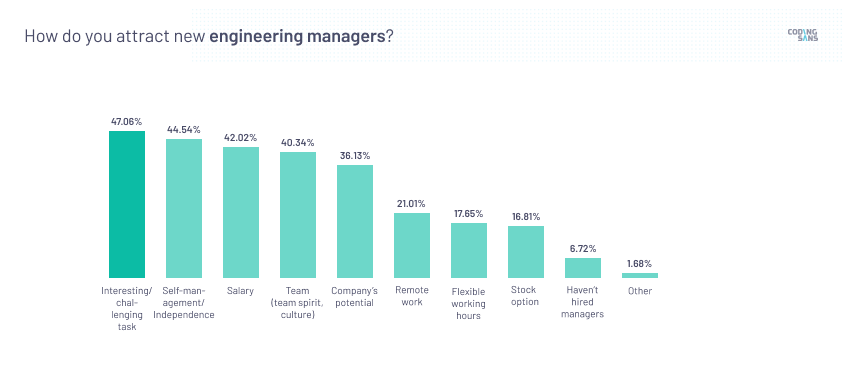 How do you attract new engineering managers?
CODING
SANS
47.06%
44.54%
42.02%
40.34%
36.13%
21.01%
17.65%
16.81%
6.72%
1.68%
Interesting/
chal-
lenging
task
Self-man-
agement/
Independence
Salary
Team
(team spirit,
culture)
Company's
potential
Remote
work
Flexible
working
hours
Stock
option
Haven't
hired
managers
Other